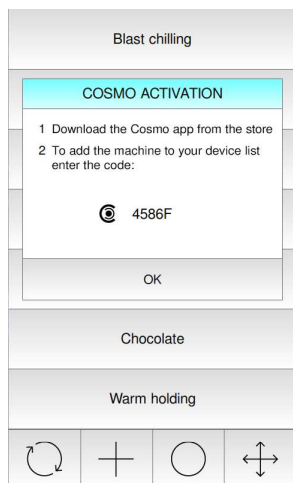 Blast chilling
COSMO ACTIVATION
1 Download the Cosmo app from the store
2 To add the machine to your device list
enter the code:
4586F
OK
Chocolate
Warm holding